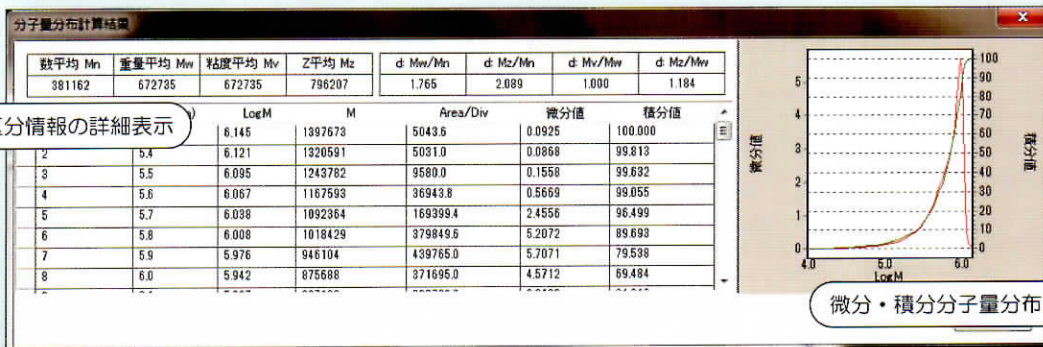 分子量分布計算結果
数平均 Mn 重量平均 Mw 粘度平均 Mv Z平均 Mz d: Mw/Mn d: Mz/Mn d: Mv/Mw d: Mz/Mw
381162 672735 672735 796207 1.765 2.089 1.000 1.184
分情報の詳細表示
LogM M Area/Div 微分値 積分値
6.145 1397673 5043.6 0.0925 100.000
2 5.4 6.121 1320591 5031.0 0.0868 99.813
3 5.5 6.095 1243782 9580.0 0.1558 99.632
4 5.6 6.067 1167593 36943.8 0.5669 99.055
5 5.7 6.038 1092364 169399.4 2.4556 96.499
6 5.8 6.008 1018429 379849.6 5.2072 89.693
7 5.9 5.976 946104 439765.0 5.7071 79.538
8 6.0 5.942 875688 371695.0 4.5712 69.484
微分値
5
4
3
2
1
0
100
90
80
70
60
50
40
30
20
10
0
積分値
4.0 5.0 6.0
LogM
微分・積分分子量分布